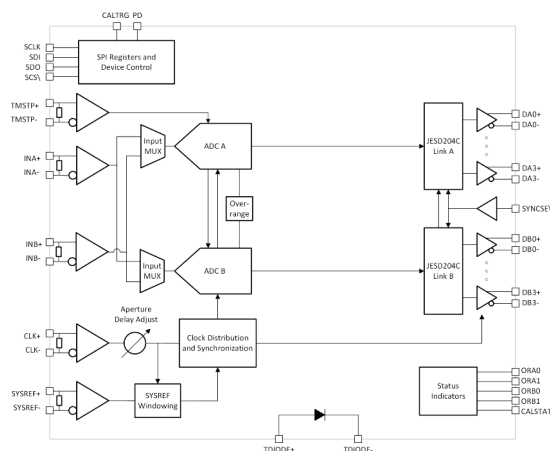 CALTRG PD
SCLK
SDI
SDO
SCS\
SPI Registers and
Device Control
TMSTP+
TMSTP-
INA+
INA-
Input
MUX
ADC A
JESD204C
Link A
DA0+
DA0-
DA3+
DA3-
Over-
range
SYNCSE\
INB+
INB-
Input
MUX
ADC B
JESD204C
Link B
DB0+
DB0-
DB3+
DB3-
Aperture
Delay Adjust
CLK+
CLK-
Clock Distribution
and Synchronization
SYSREF+
SYSREF-
SYSREF
Windowing
Status
Indicators
ORA0
ORA1
ORB0
ORB1
CALSTAT
TDIODE+
TDIODE-